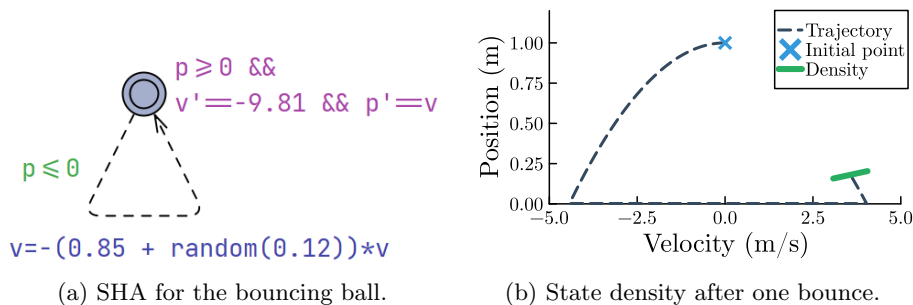 p ⩾ 0 &&
v'==-9.81 && p'==v
p ⩽ 0
v=-(0.85 + random(0.12))*v
(a) SHA for the bouncing ball.
Position (m)
1.00
0.75
0.50
0.25
0.00
-5.0 -2.5 0.0 2.5 5.0
Velocity (m/s)
Trajectory
Initial point
Density
(b) State density after one bounce.